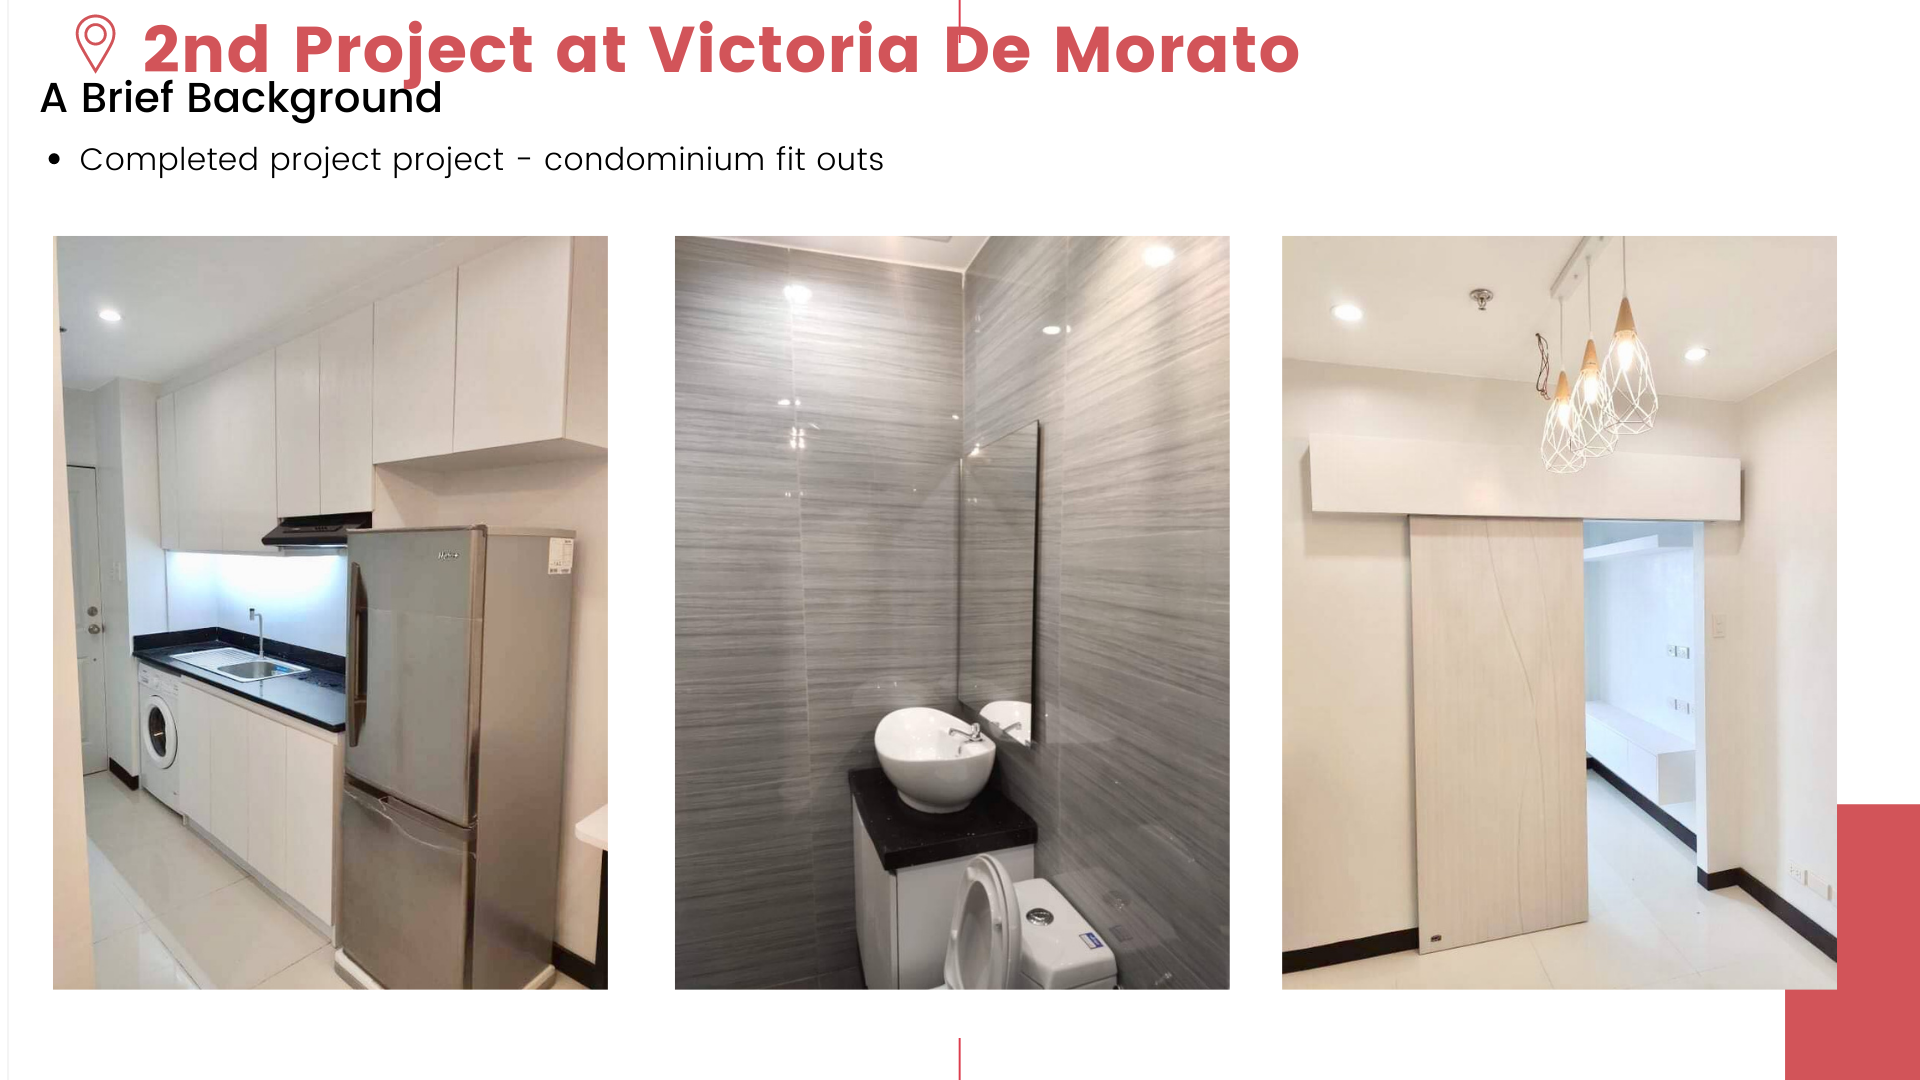 2nd Project at Victoria De Morato
A Brief Background
• Completed project project - condominium fit outs